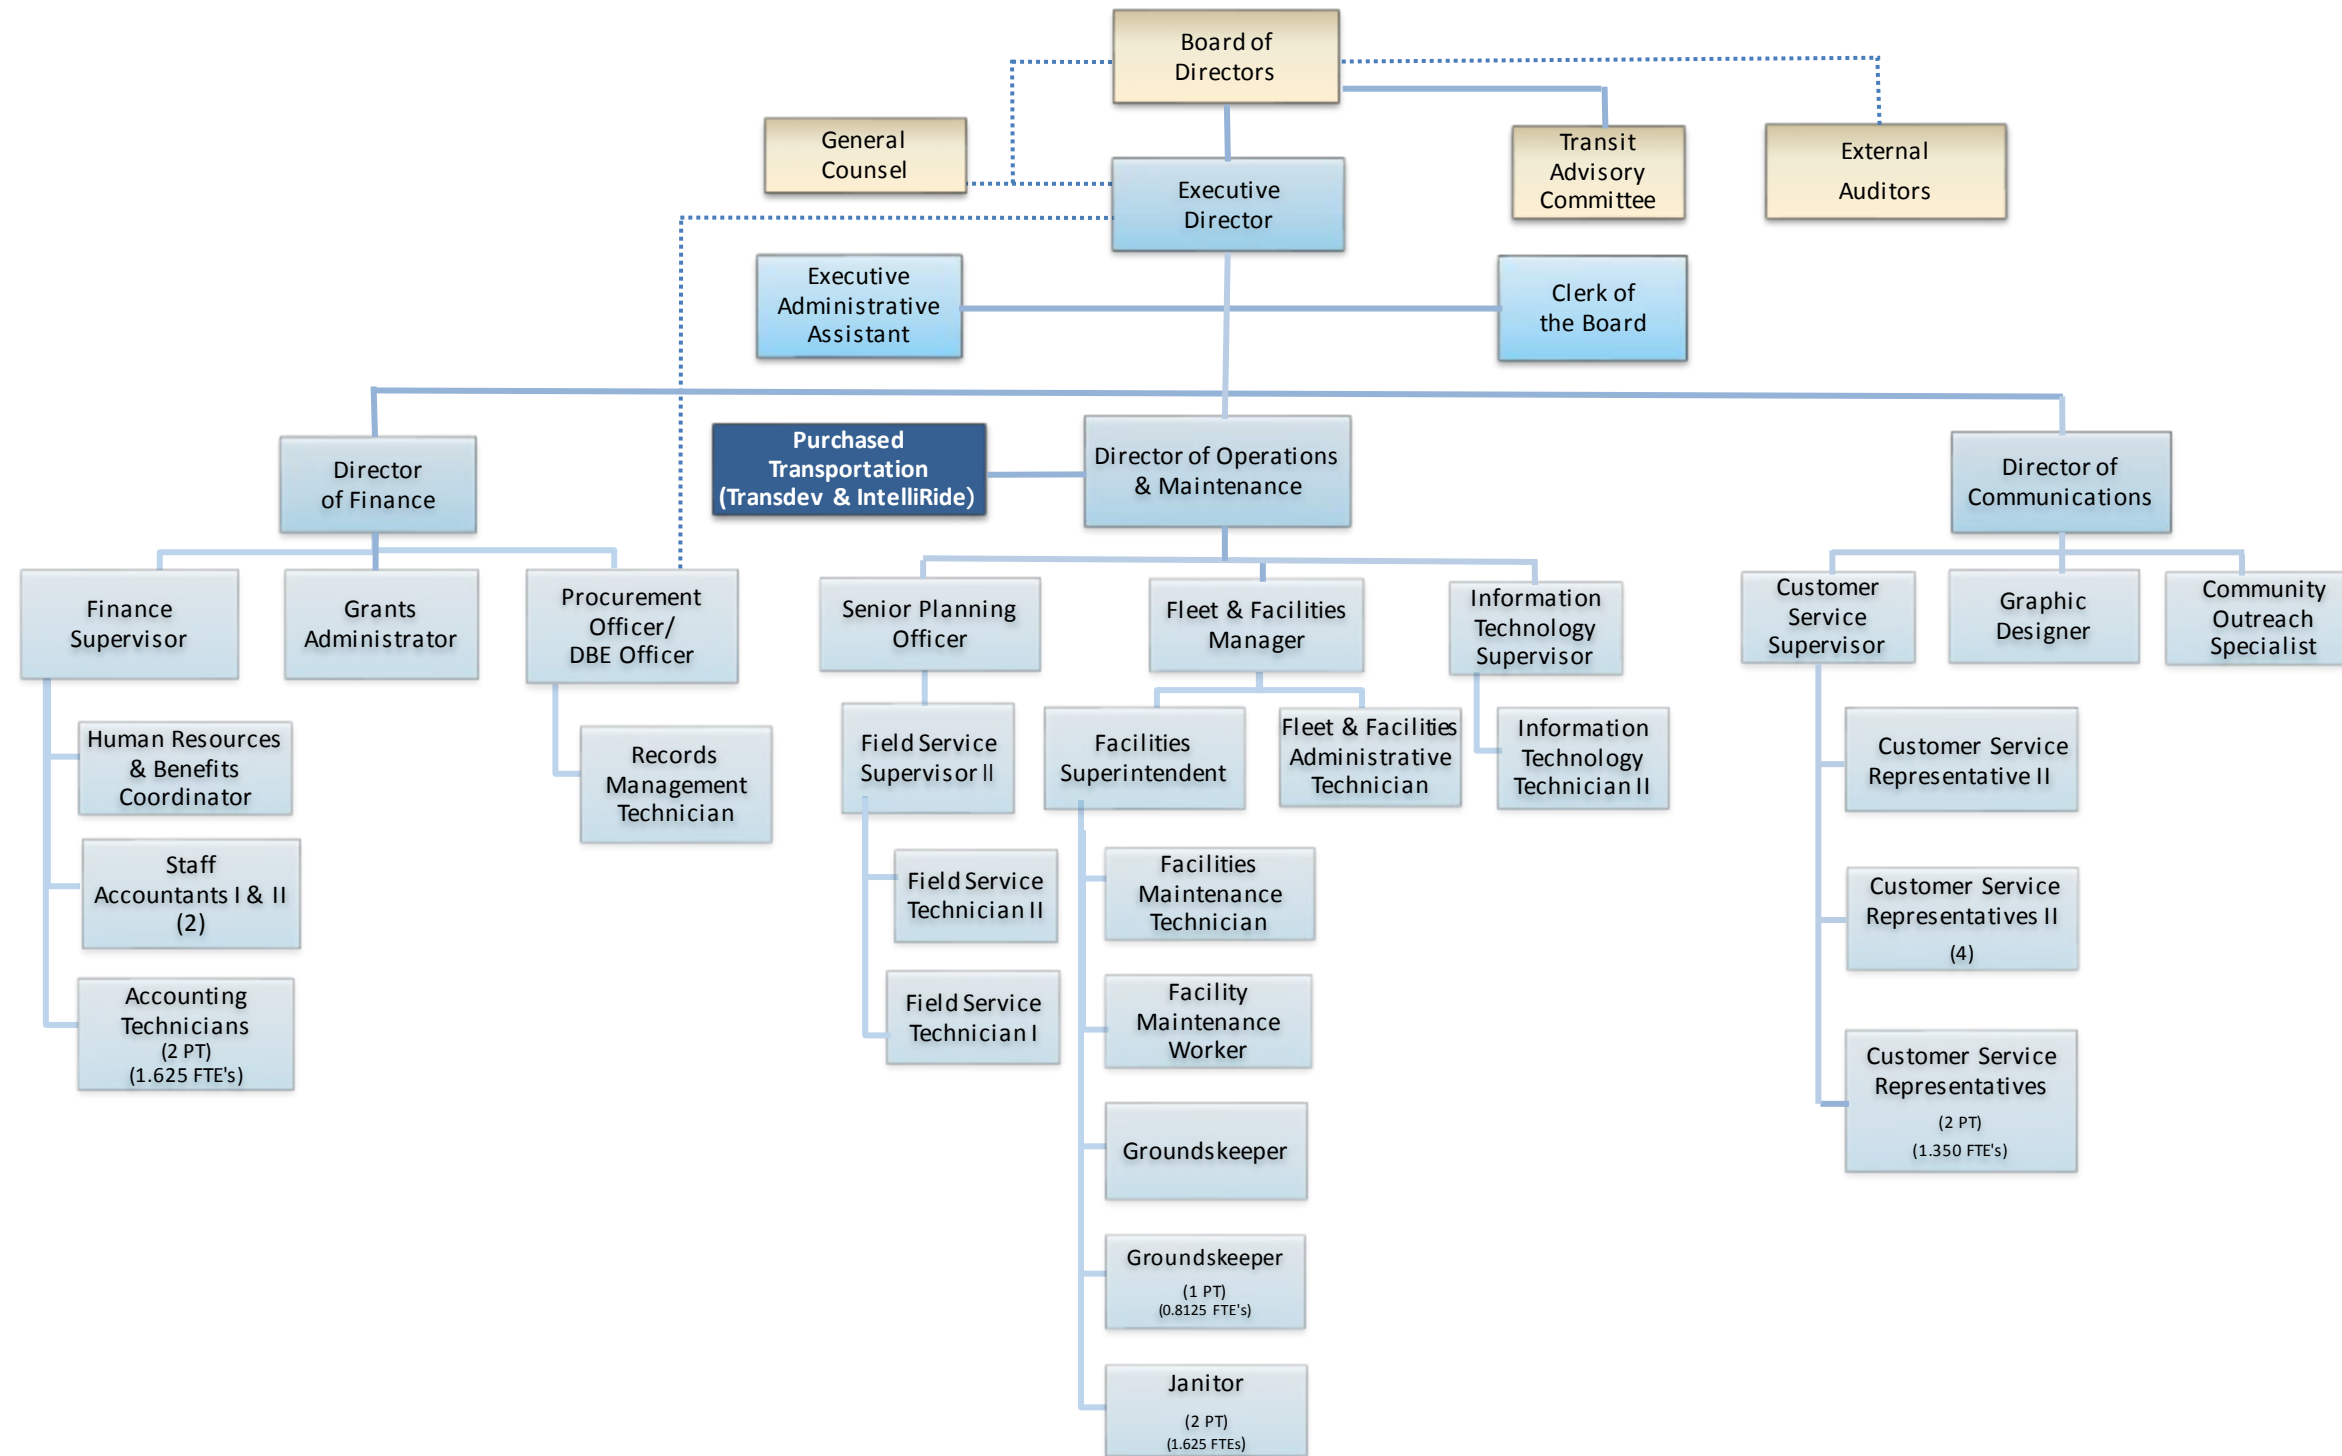 Board of
Directors
General
Counsel
Transit
Advisory
Committee
External
Auditors
Executive
Director
Executive
Administrative
Assistant
Clerk of
the Board
Purchased
Transportation
(Transdev & IntelliRide)
Director of Operations
& Maintenance
Director
of Finance
Director of
Communications
Finance
Supervisor
Grants
Administrator
Procurement
Officer/
DBE Officer
Senior Planning
Officer
Fleet & Facilities
Manager
Information
Technology
Supervisor
Customer
Service
Supervisor
Graphic
Designer
Community
Outreach
Specialist
Human Resources
& Benefits
Coordinator
Records
Management
Technician
Field Service
Supervisor II
Facilities
Superintendent
Fleet & Facilities
Administrative
Technician
Information
Technology
Technician II
Customer Service
Representative II
Staff
Accountants I & II
(2)
Field Service
Technician II
Facilities
Maintenance
Technician
Customer Service
Representatives II
(4)
Accounting
Technicians
(2 PT)
(1.625 FTE's)
Field Service
Technician I
Facility
Maintenance
Worker
Customer Service
Representatives
(2 PT)
(1.350 FTE's)
Groundskeeper
Groundskeeper
(1 PT)
(0.8125 FTE's)
Janitor
(2 PT)
(1.625 FTEs)